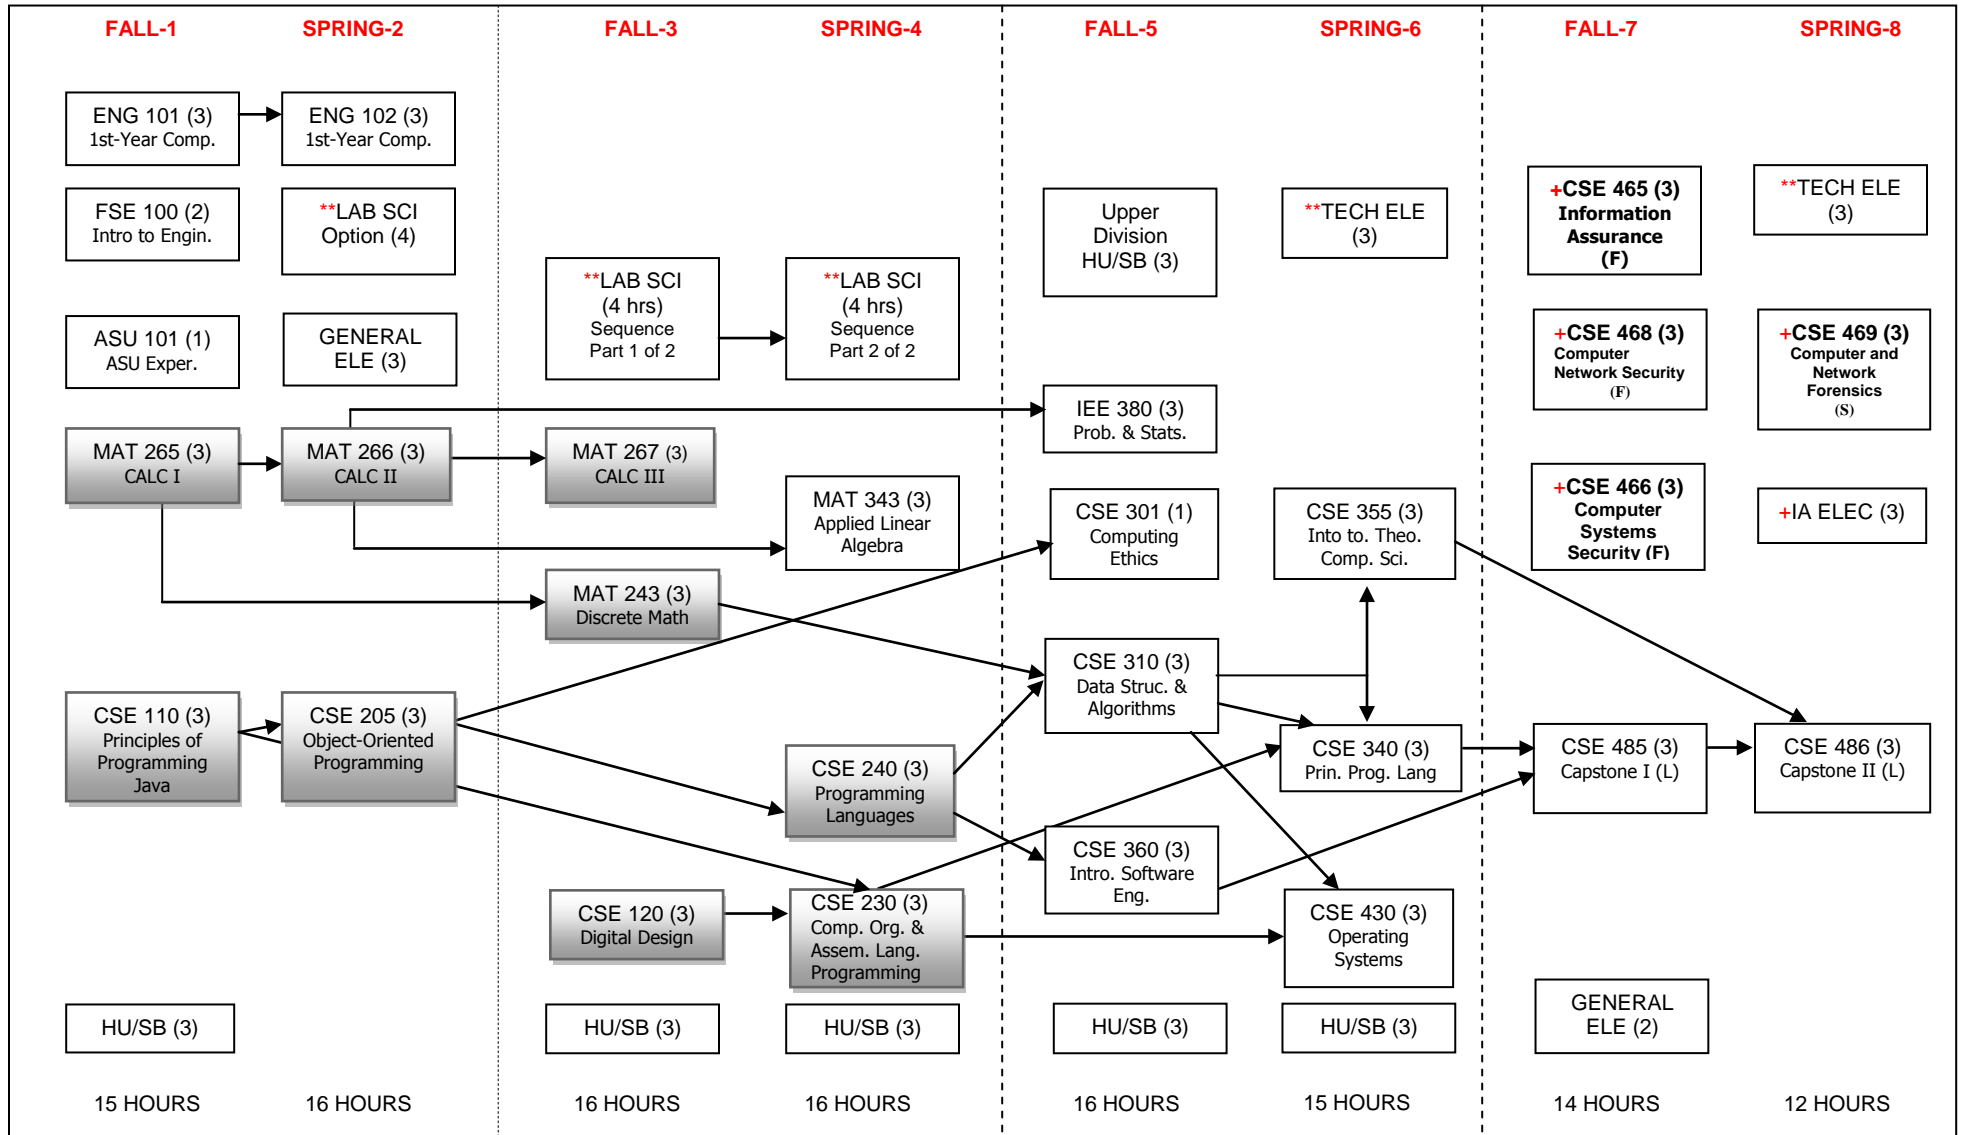 FALL-1
SPRING-2
FALL-3
SPRING-4
FALL-5
SPRING-6
FALL-7
SPRING-8
ENG 101 (3)
1st-Year Comp.
FSE 100 (2)
Intro to Engin.
ASU 101 (1)
ASU Exper.
MAT 265 (3)
CALC I
CSE 110 (3)
Principles of
Programming
Java
HU/SB (3)
15 HOURS
ENG 102 (3)
1st-Year Comp.
**LAB SCI
Option (4)
GENERAL
ELE (3)
MAT 266 (3)
CALC II
CSE 205 (3)
Object-Oriented
Programming
16 HOURS
**LAB SCI
(4 hrs)
Sequence
Part 1 of 2
MAT 267 (3)
CALC III
MAT 243 (3)
Discrete Math
CSE 120 (3)
Digital Design
HU/SB (3)
16 HOURS
**LAB SCI
(4 hrs)
Sequence
Part 2 of 2
MAT 343 (3)
Applied Linear
Algebra
CSE 240 (3)
Programming
Languages
CSE 230 (3)
Comp. Org. &
Assem. Lang.
Programming
HU/SB (3)
16 HOURS
Upper
Division
HU/SB (3)
IEE 380 (3)
Prob. & Stats.
CSE 301 (1)
Computing
Ethics
CSE 310 (3)
Data Struc. &
Algorithms
CSE 360 (3)
Intro. Software
Eng.
HU/SB (3)
16 HOURS
**TECH ELE
(3)
CSE 355 (3)
Into to. Theo.
Comp. Sci.
CSE 340 (3)
Prin. Prog. Lang
CSE 430 (3)
Operating
Systems
HU/SB (3)
15 HOURS
+CSE 465 (3)
Information
Assurance
(F)
+CSE 468 (3)
Computer
Network Security
(F)
+CSE 466 (3)
Computer
Systems
Security (F)
CSE 485 (3)
Capstone I (L)
GENERAL
ELE (2)
14 HOURS
**TECH ELE
(3)
+CSE 469 (3)
Computer and
Network
Forensics
(S)
+IA ELEC (3)
CSE 486 (3)
Capstone II (L)
12 HOURS